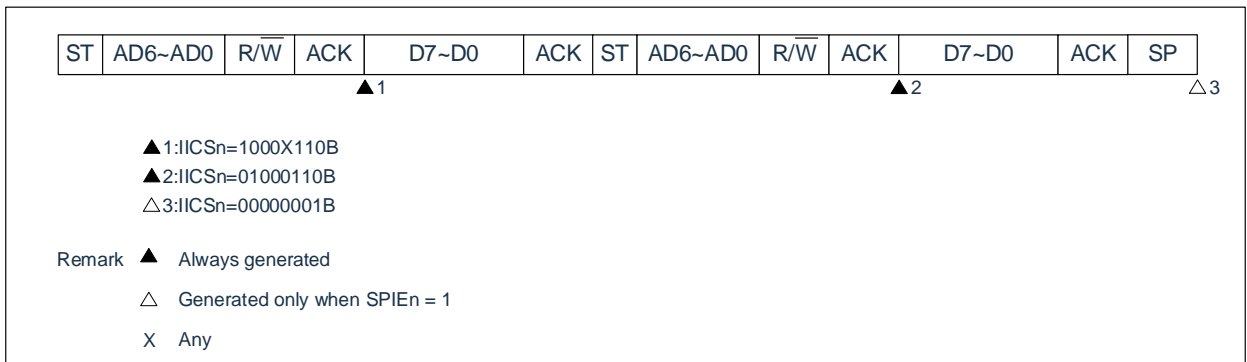 ST AD6~AD0 R/W̅ ACK D7~D0 ACK ST AD6~AD0 R/W̅ ACK D7~D0 ACK SP
▲1 ▲2 △3
▲1:IICSn=1000X110B
▲2:IICSn=01000110B
△3:IICSn=00000001B
Remark ▲ Always generated
△ Generated only when SPIEn = 1
X Any